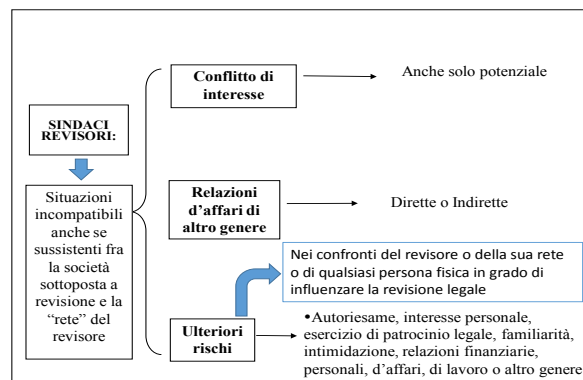 SINDACI
REVISORI:
Situazioni
incompatibili
anche se
sussistenti fra
la società
sottoposta a
revisione e la
“rete” del
revisore
Conflitto di
interesse
Anche solo potenziale
Relazioni
d’affari di
altro genere
Dirette o Indirette
Nei confronti del revisore o della sua rete
o di qualsiasi persona fisica in grado di
influenzare la revisione legale
Ulteriori
rischi
•Autoriesame, interesse personale,
esercizio di patrocinio legale, familiarità,
intimidazione, relazioni finanziarie,
personali, d’affari, di lavoro o altro genere